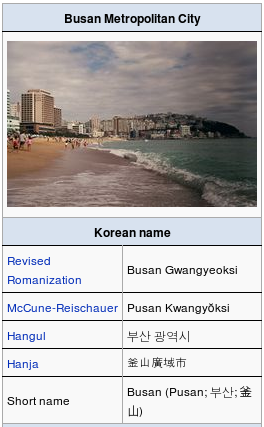 Busan Metropolitan City
Korean name
Revised
Romanization
Busan Gwangyeoksi
McCune-Reischauer
Pusan Kwangyŏksi
Hangul
부산 광역시
Hanja
釜山廣域市
Short name
Busan (Pusan; 부산; 釜
山)